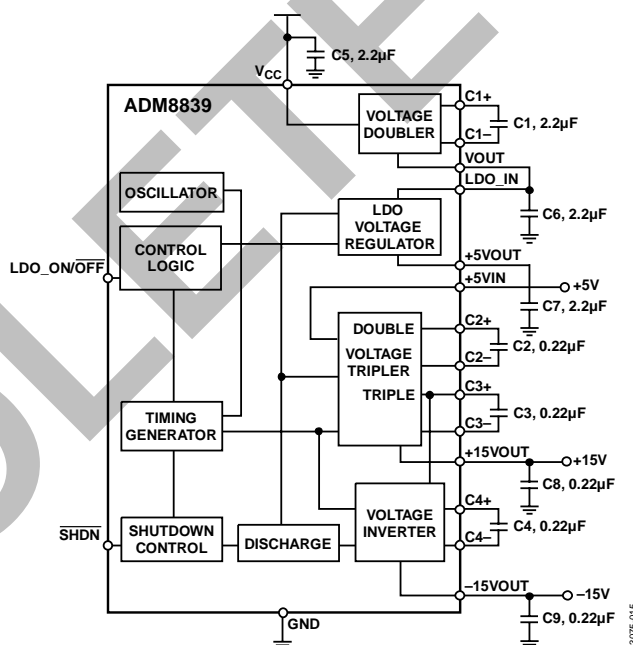 C5, 2.2µF
VCC
ADM8839
VOLTAGE
DOUBLER
C1+
C1–
C1, 2.2µF
VOUT
LDO_IN
OSCILLATOR
LDO
VOLTAGE
REGULATOR
C6, 2.2µF
CONTROL
LOGIC
LDO_ON/OFF
+5VOUT
+5VIN
+5V
C7, 2.2µF
DOUBLE
VOLTAGE
TRIPLER
TRIPLE
C2+
C2–
C2, 0.22µF
C3+
C3–
C3, 0.22µF
TIMING
GENERATOR
+15VOUT
+15V
C8, 0.22µF
VOLTAGE
INVERTER
C4+
C4–
C4, 0.22µF
SHDN
SHUTDOWN
CONTROL
DISCHARGE
–15VOUT
–15V
C9, 0.22µF
GND